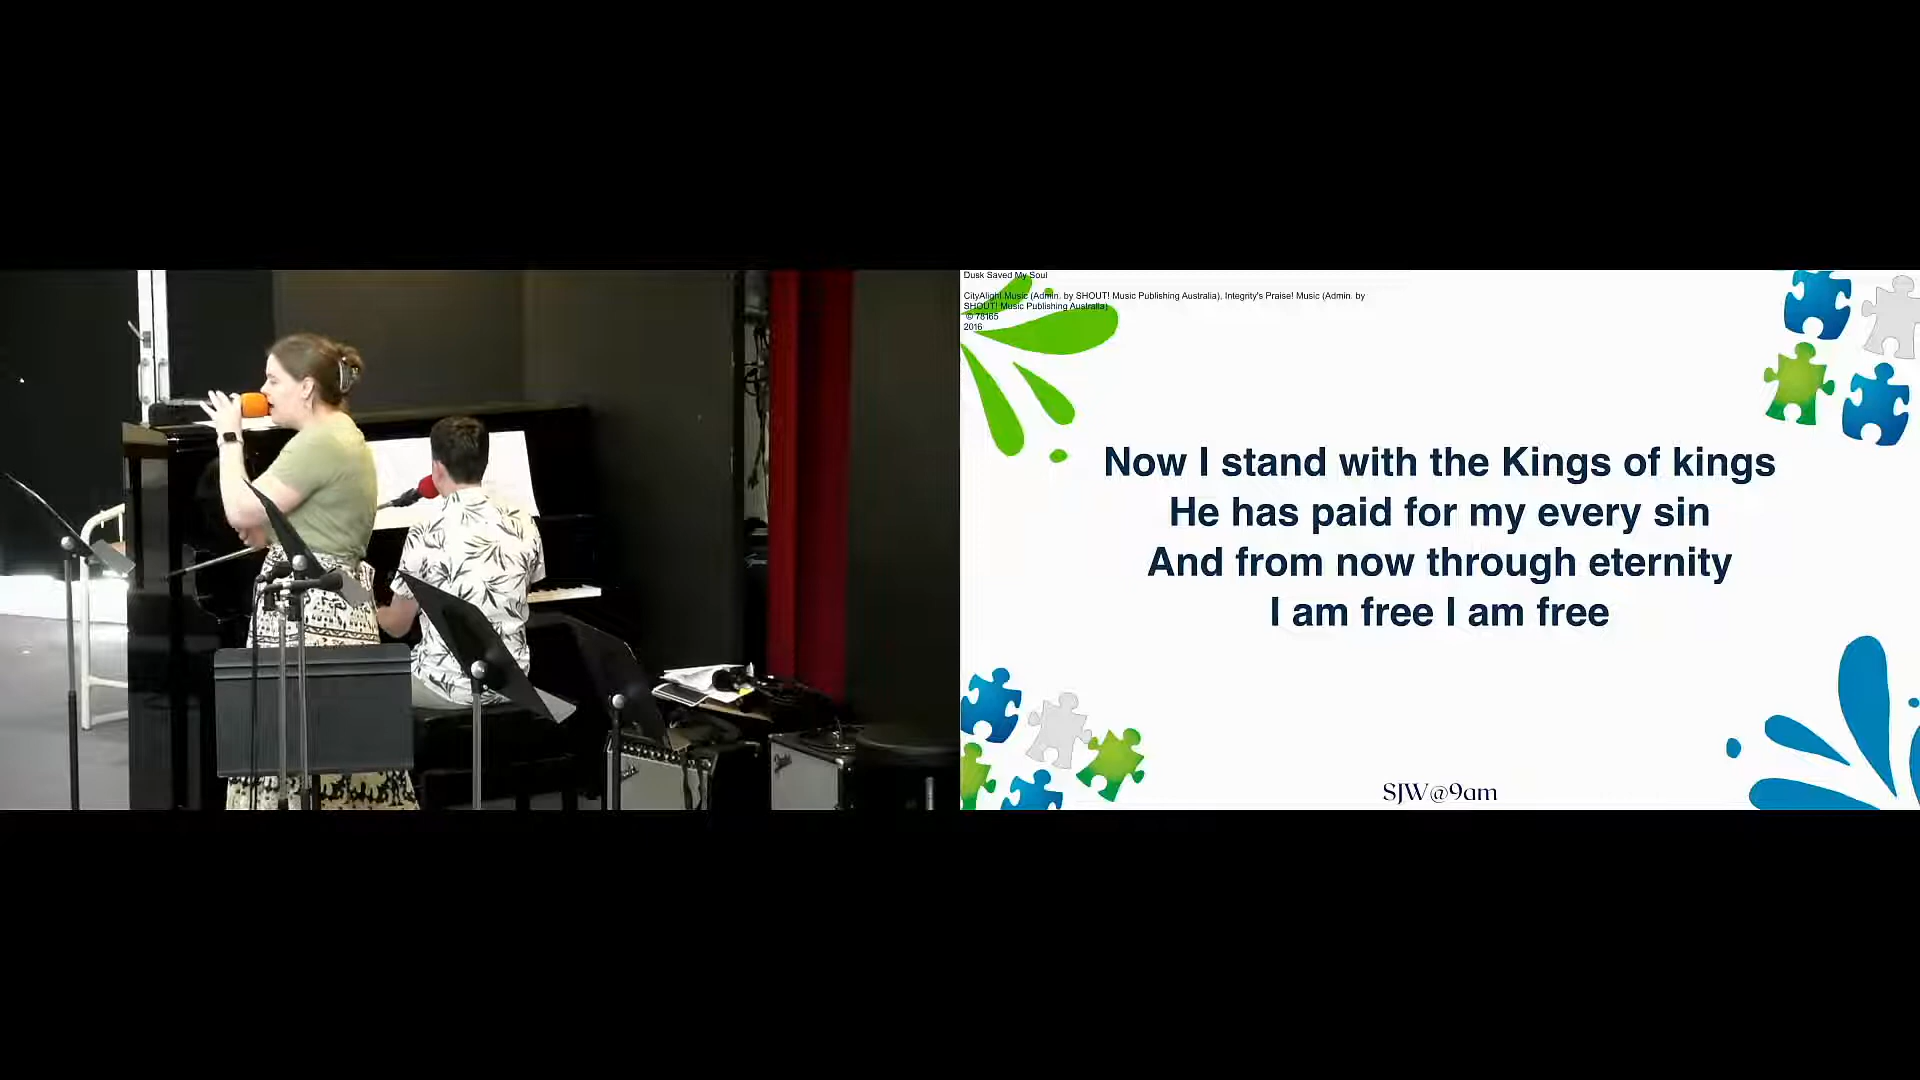 Dusk Saved My Soul
CityAlight Music (Admin. by SHOUT! Music Publishing Australia), Integrity's Praise! Music (Admin. by
SHOUT! Music Publishing Australia)
© 78165
2016
Now I stand with the Kings of kings
He has paid for my every sin
And from now through eternity
I am free I am free
SJW@9am